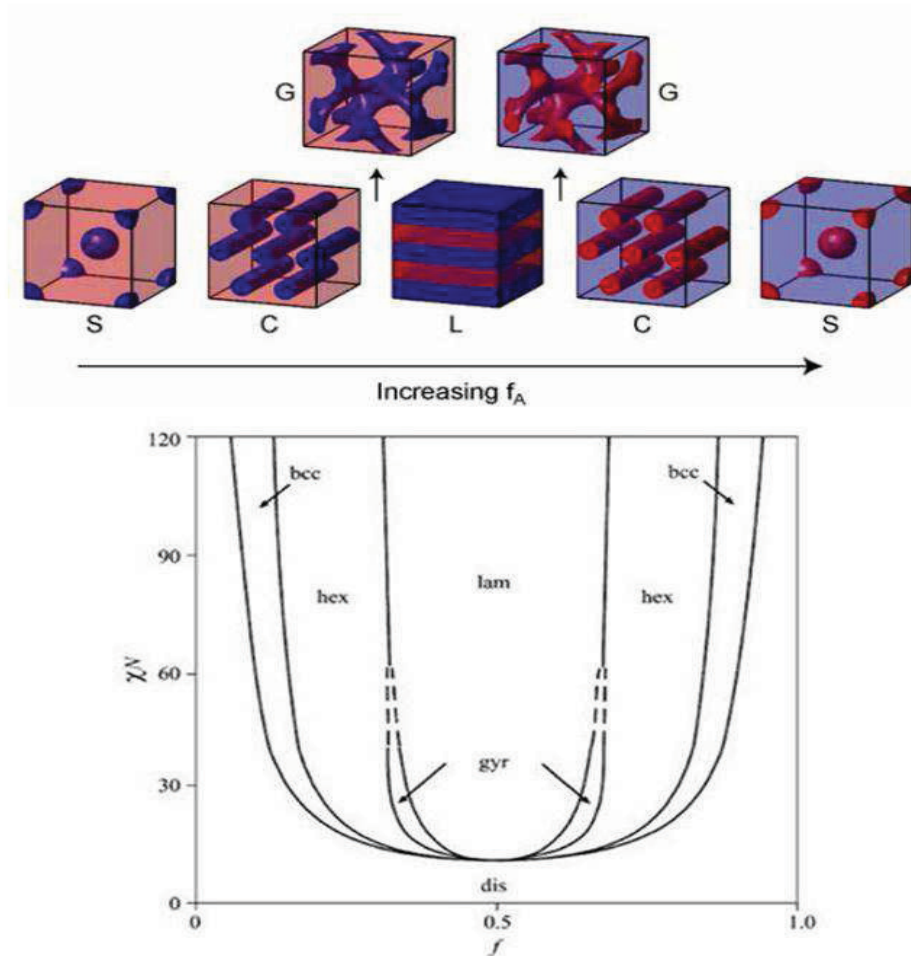 G G
S C L C S
Increasing f_A
120
bcc bcc
90
hex lam hex
χN 60
gyr
30
dis
0
0 0.5 1.0
f